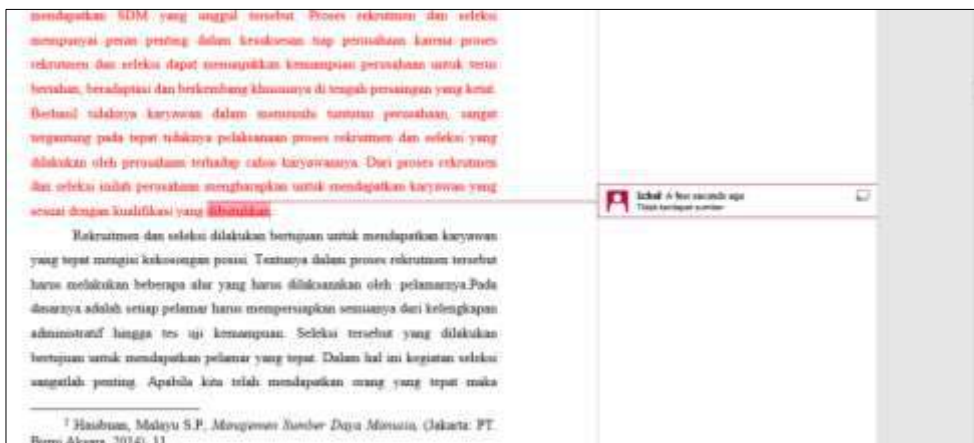 mendapatkan SDM yang unggul tersebut. Proses rekrutmen dan seleksi
mempunyai peran penting dalam kesuksesan tiap perusahaan karena proses
rekrutmen dan seleksi dapat menunjukkan kemampuan perusahaan untuk terus
bertahan, beradaptasi dan berkembang khususnya di tengah persaingan yang ketat.
Berhasil tidaknya karyawan dalam memenuhi tuntutan perusahaan, sangat
tergantung pada tepat tidaknya pelaksanaan proses rekrutmen dan seleksi yang
dilakukan oleh perusahaan terhadap calon karyawannya. Dari proses rekrutmen
dan seleksi inilah perusahaan mengharapkan untuk mendapatkan karyawan yang
sesuai dengan kualifikasi yang dibutuhkan.
Ichal A few seconds ago
Tidak terdapat sumber
Rekruitmen dan seleksi dilakukan bertujuan untuk mendapatkan karyawan
yang tepat mengisi kekosongan posisi. Tentunya dalam proses rekrutmen tersebut
harus melakukan beberapa alur yang harus dilaksanakan oleh pelamarnya.Pada
dasarnya adalah setiap pelamar harus mempersiapkan semuanya dari kelengkapan
administratif hingga tes uji kemampuan. Seleksi tersebut yang dilakukan
bertujuan untuk mendapatkan pelamar yang tepat. Dalam hal ini kegiatan seleksi
sangatlah penting. Apabila kita telah mendapatkan orang yang tepat maka
Hasibuan, Malayu S.P, Manajemen Sumber Daya Manusia, (Jakarta: PT.
Bumi Aksara, 2014), 11